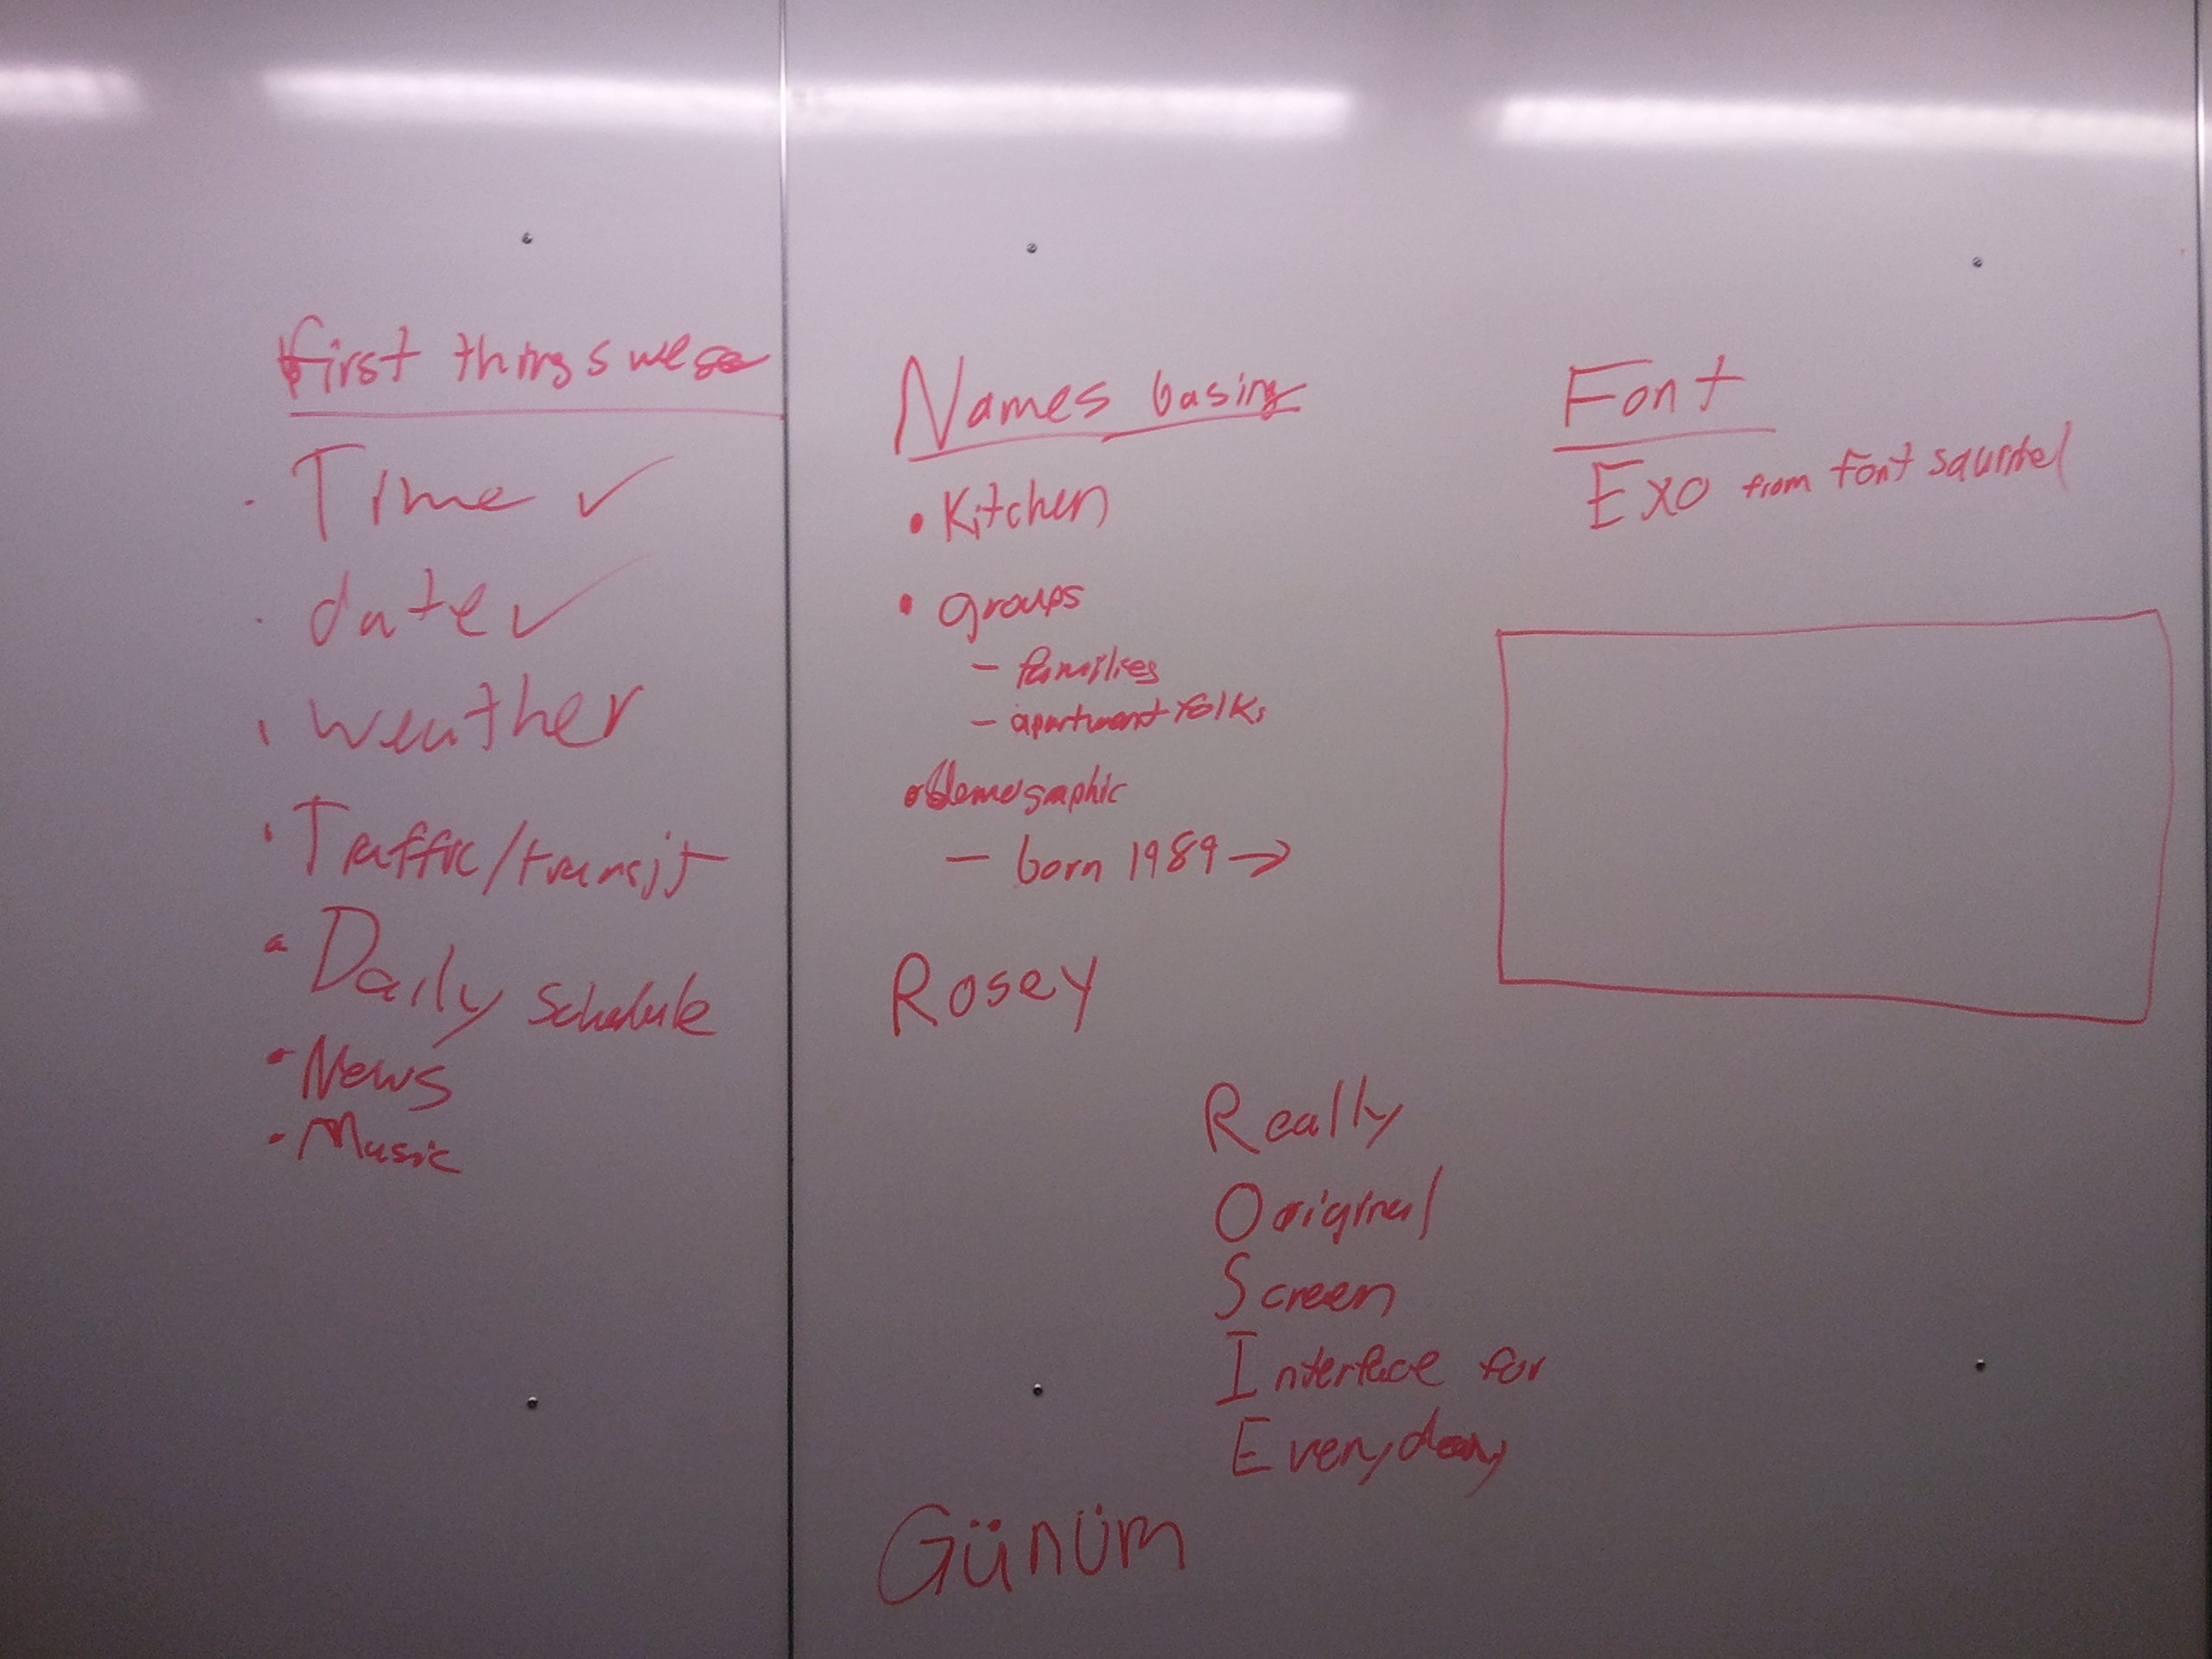 first things we see
· Time ✓
· date ✓
· weather
· Traffic/transit
· Daily Schedule
· News
· Music
Names basing
• Kitchen
• groups
– families
– apartment folks
• demographic
– born 1989 →
Rosey
Really
Original
Screen
Interface for
Everyday
Günüm
Font
Exo from font squirrel